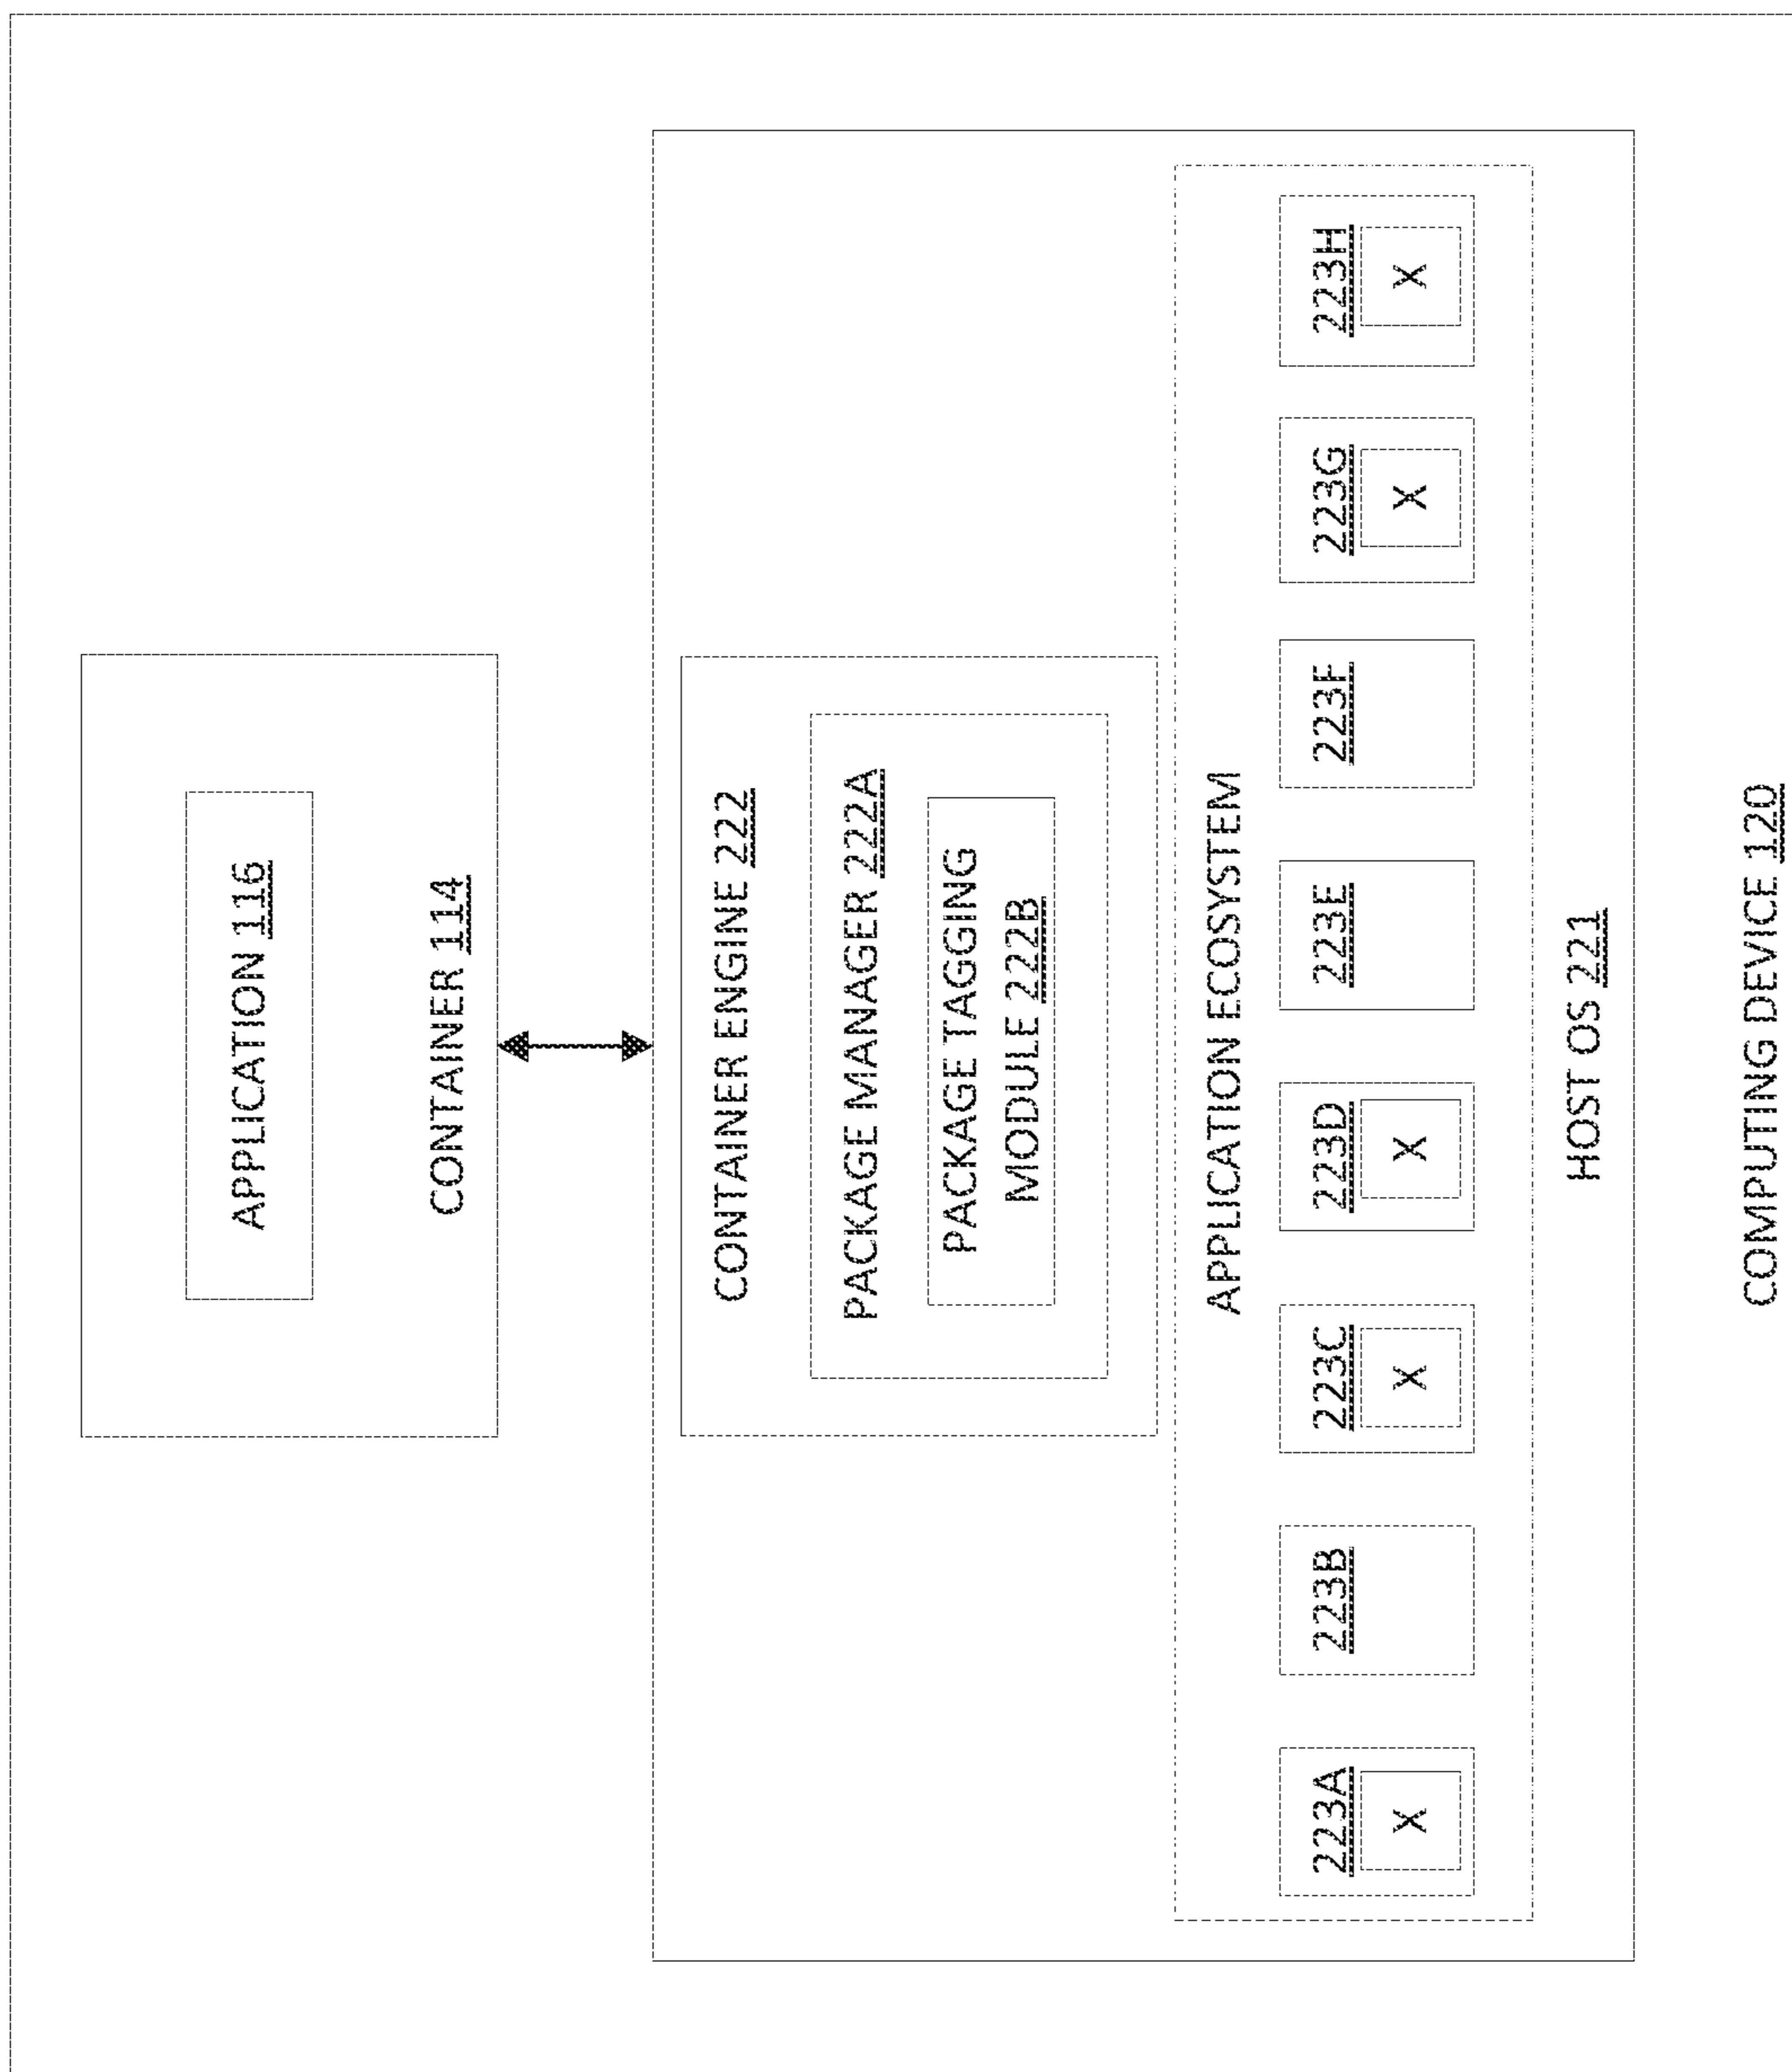 APPLICATION 116
CONTAINER 114
CONTAINER ENGINE 222
PACKAGE MANAGER 222A
PACKAGE TAGGING
MODULE 222B
APPLICATION ECOSYSTEM
223A
X
223B
223C
X
223D
X
223E
223F
223G
X
223H
X
HOST OS 221
COMPUTING DEVICE 120